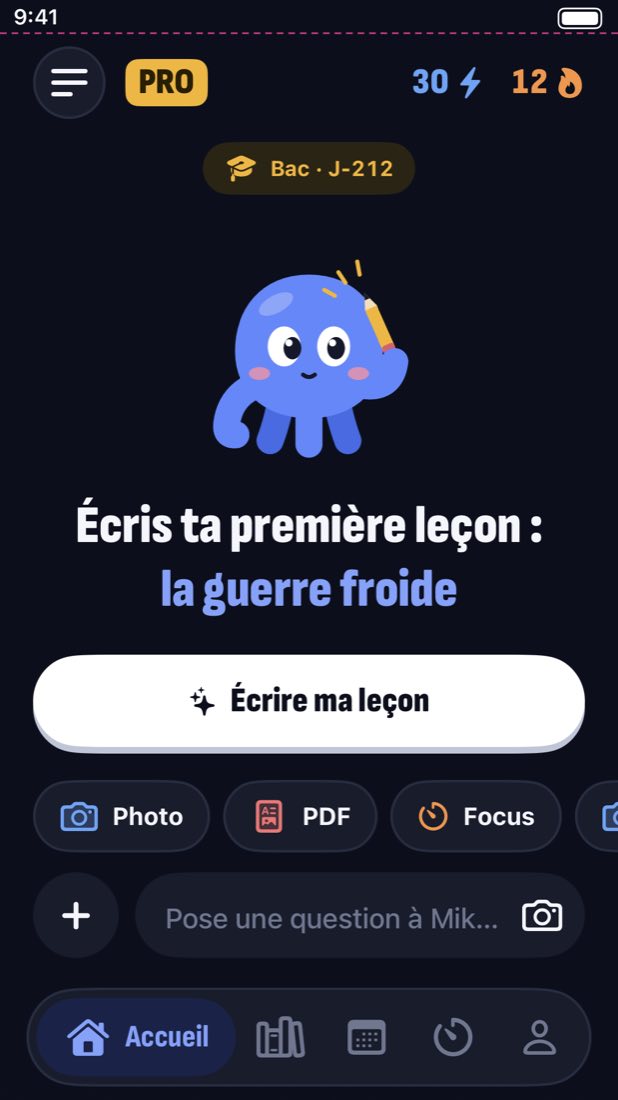 9:41
PRO
30
12
Bac · J-212
Écris ta première leçon :
la guerre froide
Écrire ma leçon
Photo
PDF
Focus
Pose une question à Mik...
Accueil